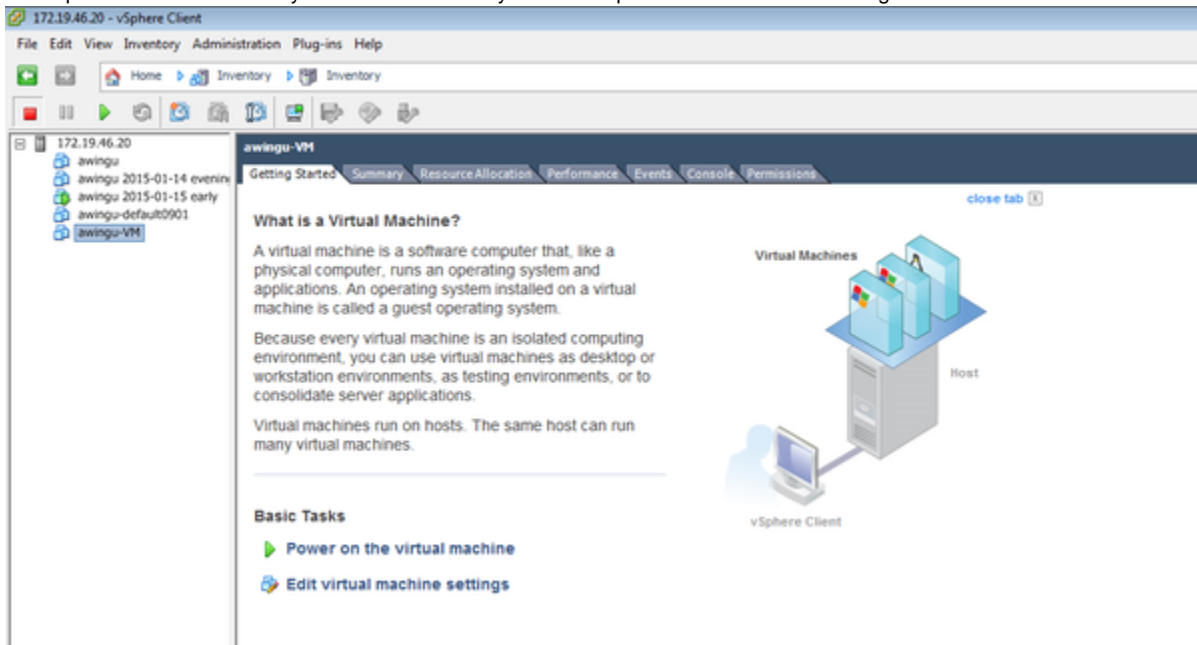 172.19.46.20 - vSphere Client
File Edit View Inventory Administration Plug-ins Help
Home Inventory Inventory
172.19.46.20
awingu
awingu 2015-01-14 evening
awingu 2015-01-15 early
awingu-default0901
awingu-VM
awingu-VM
Getting Started Summary Resource Allocation Performance Events Console Permissions
close tab X
What is a Virtual Machine?
A virtual machine is a software computer that, like a
physical computer, runs an operating system and
applications. An operating system installed on a virtual
machine is called a guest operating system.
Because every virtual machine is an isolated computing
environment, you can use virtual machines as desktop or
workstation environments, as testing environments, or to
consolidate server applications.
Virtual machines run on hosts. The same host can run
many virtual machines.
Virtual Machines
Host
vSphere Client
Basic Tasks
Power on the virtual machine
Edit virtual machine settings